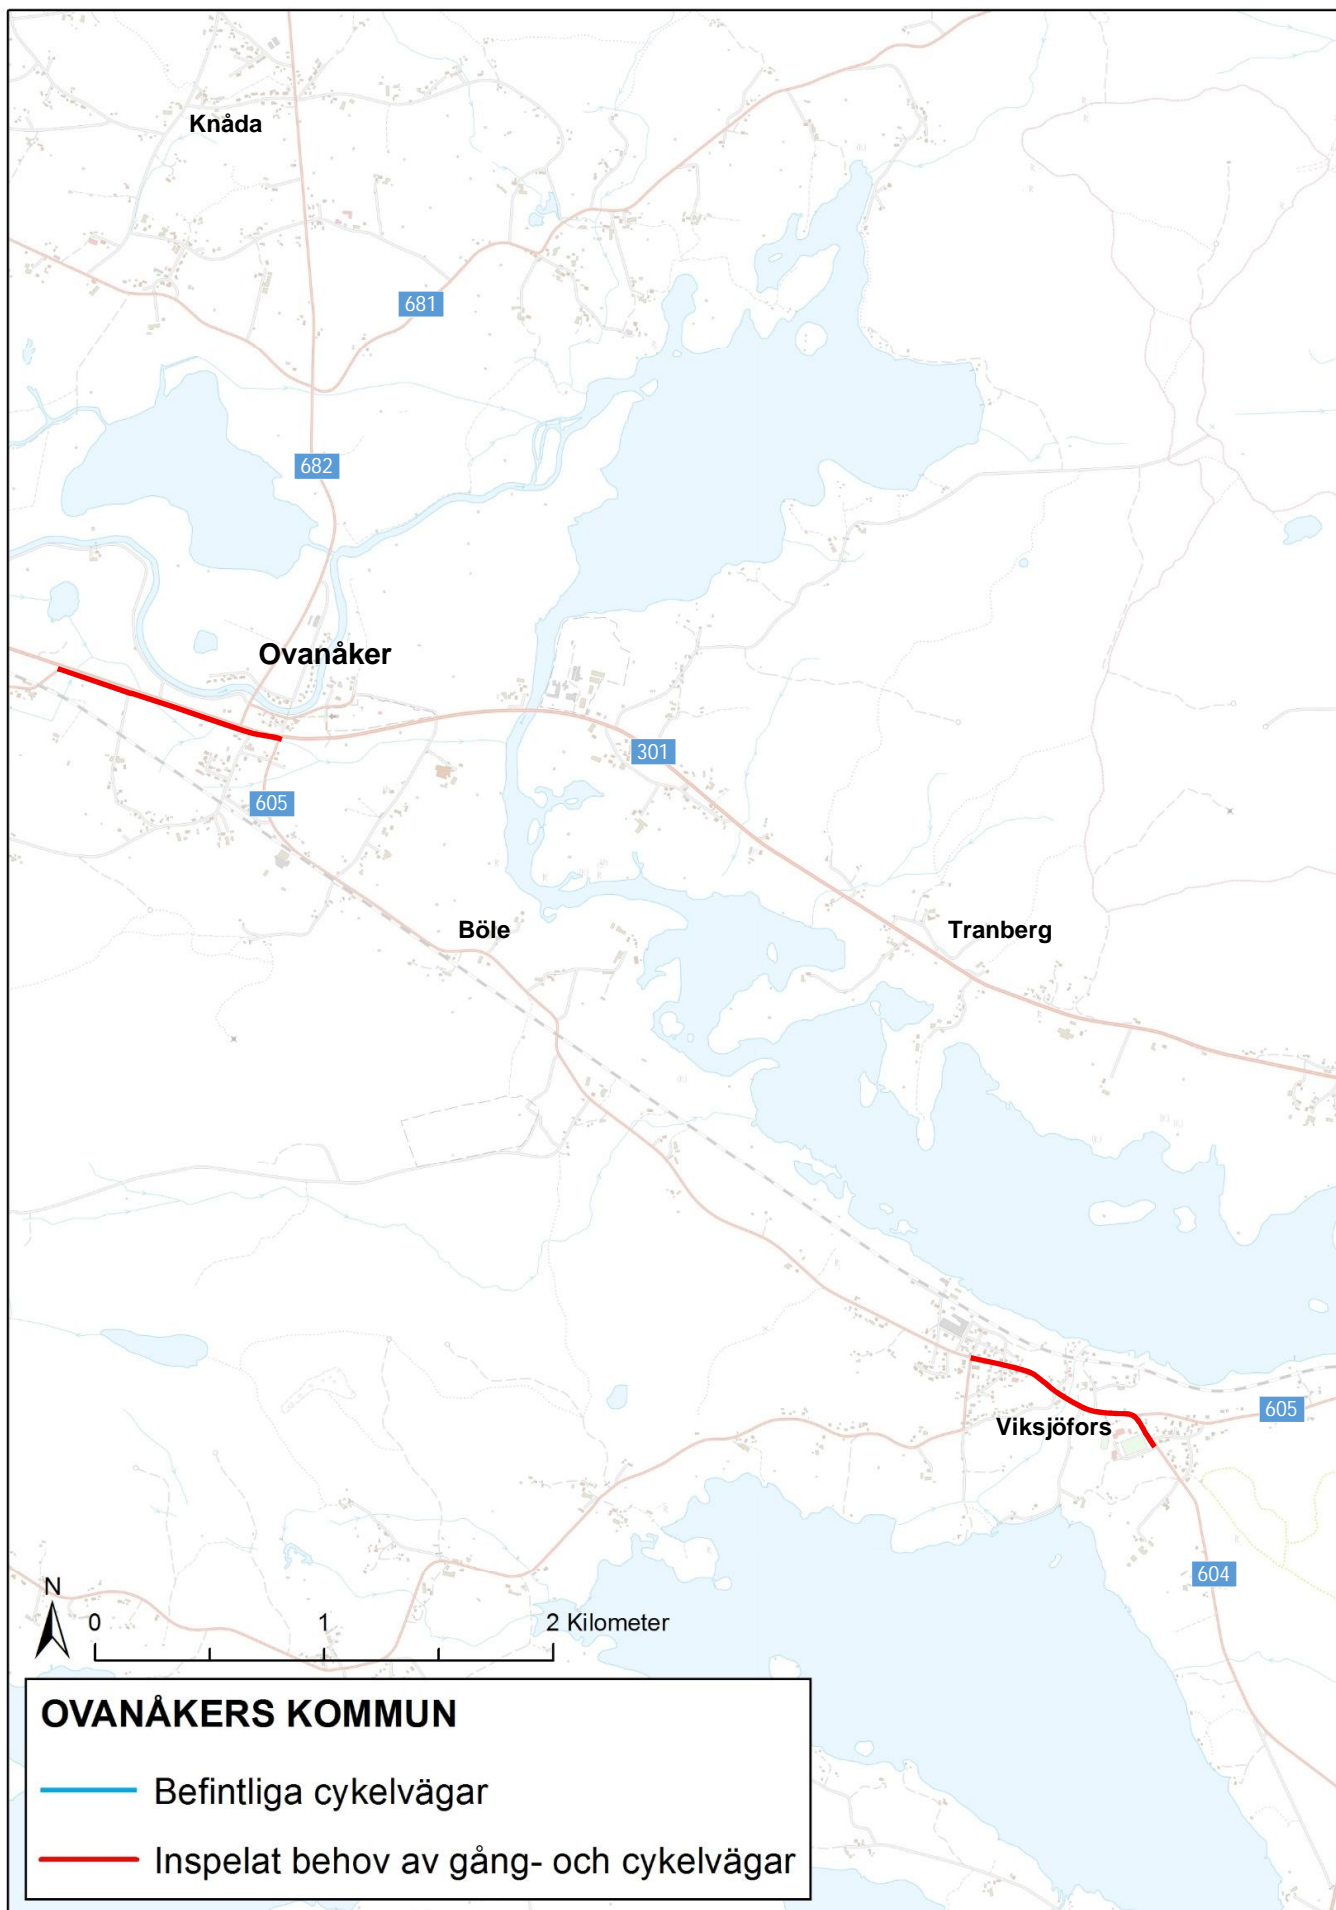 Knåda
681
682
Ovanåker
301
605
Böle
Tranberg
605
Viksjöfors
604
N
0 1 2 Kilometer
OVANÅKERS KOMMUN
Befintliga cykelvägar
Inspelat behov av gång- och cykelvägar